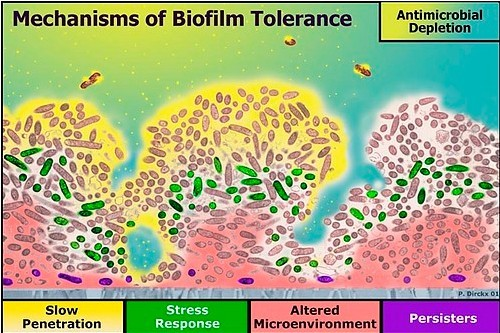 Mechanisms of Biofilm Tolerance
Antimicrobial
Depletion
P. Dirckx 01
Slow
Penetration
Stress
Response
Altered
Microenvironment
Persisters